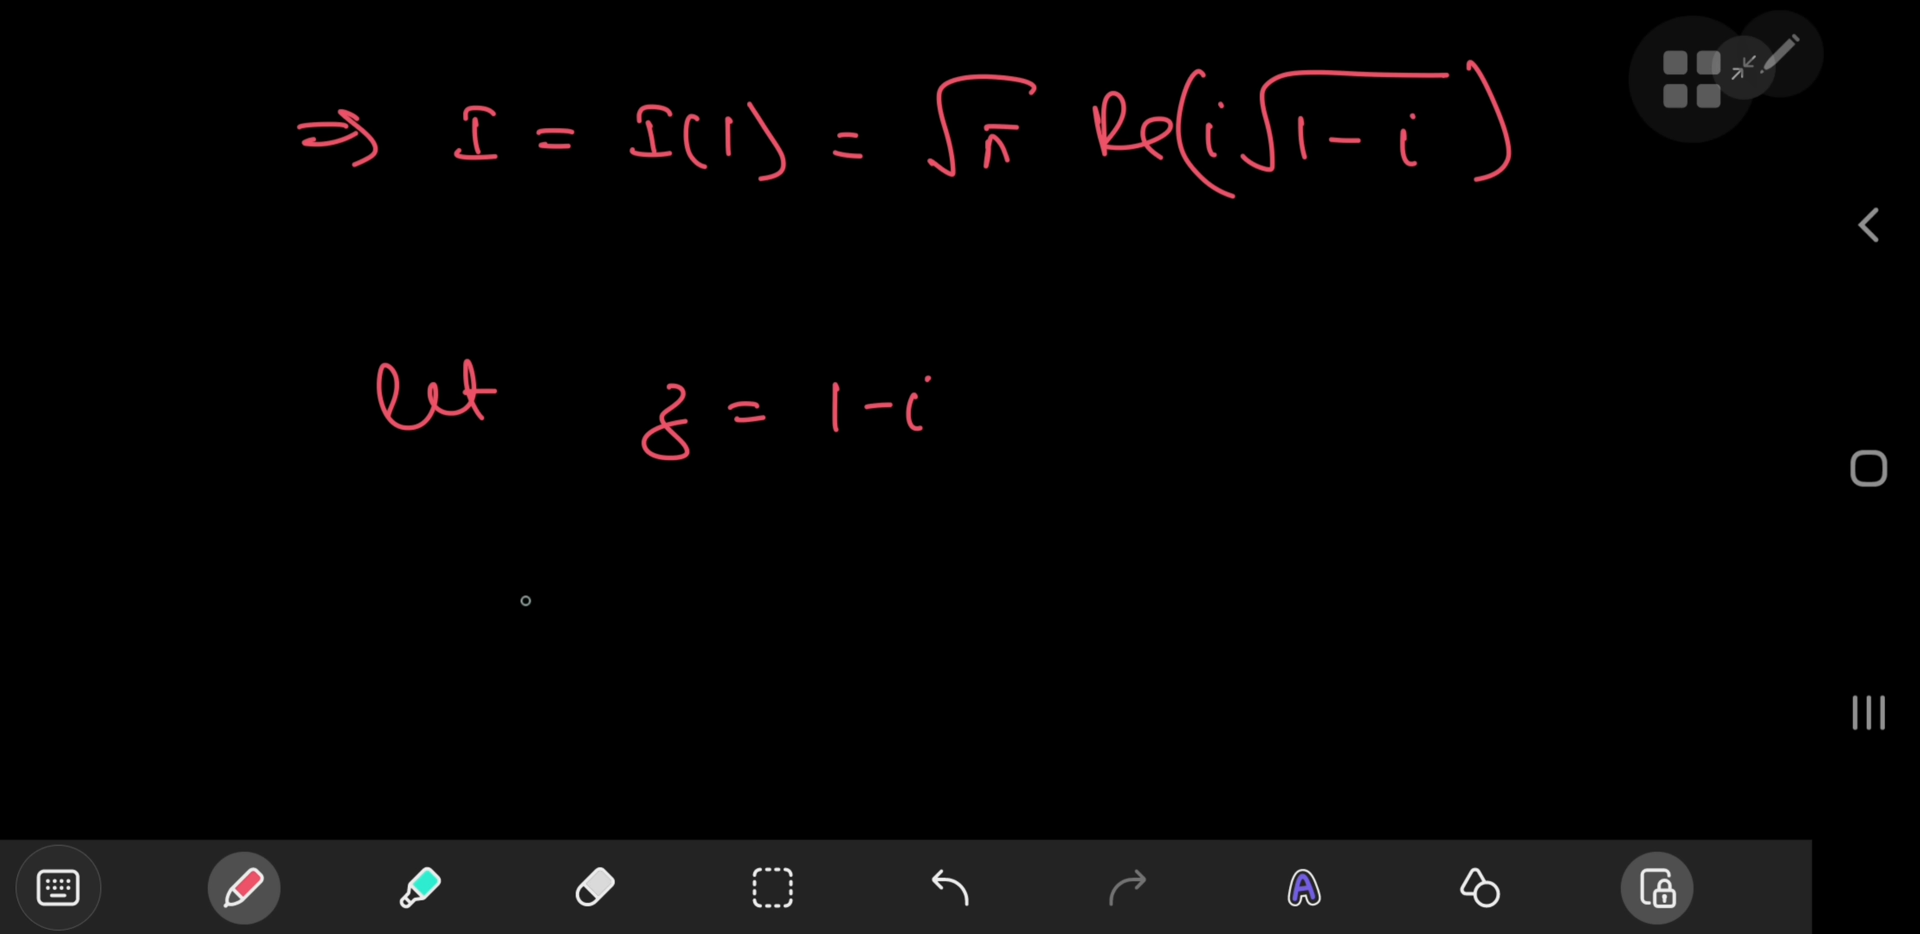 ⇒ I = I(1) = √π Re(i√(1-i))
let z = 1-i
A